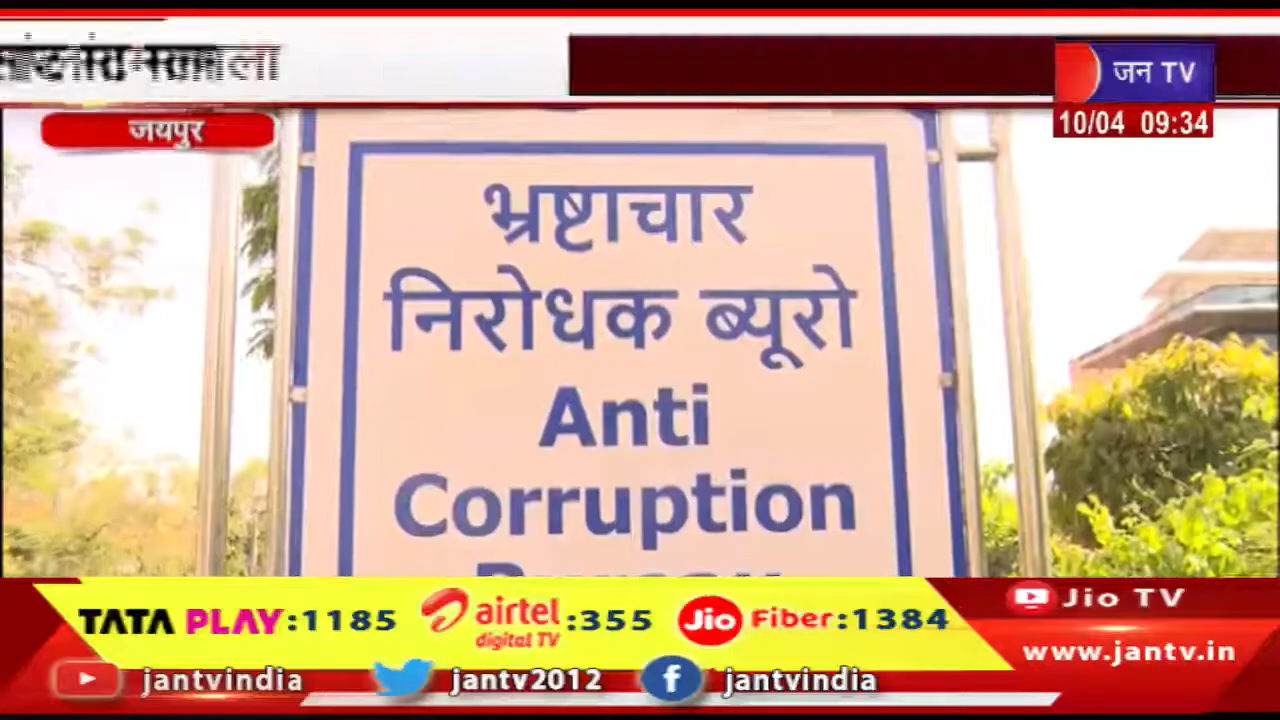 जन TV
जयपुर
10/04 09:34
भ्रष्टाचार
निरोधक ब्यूरो
Anti
Corruption
TATA PLAY:1185 airtel digital TV:355 Jio Fiber:1384
Jio TV
www.jantv.in
jantvindia jantv2012 jantvindia